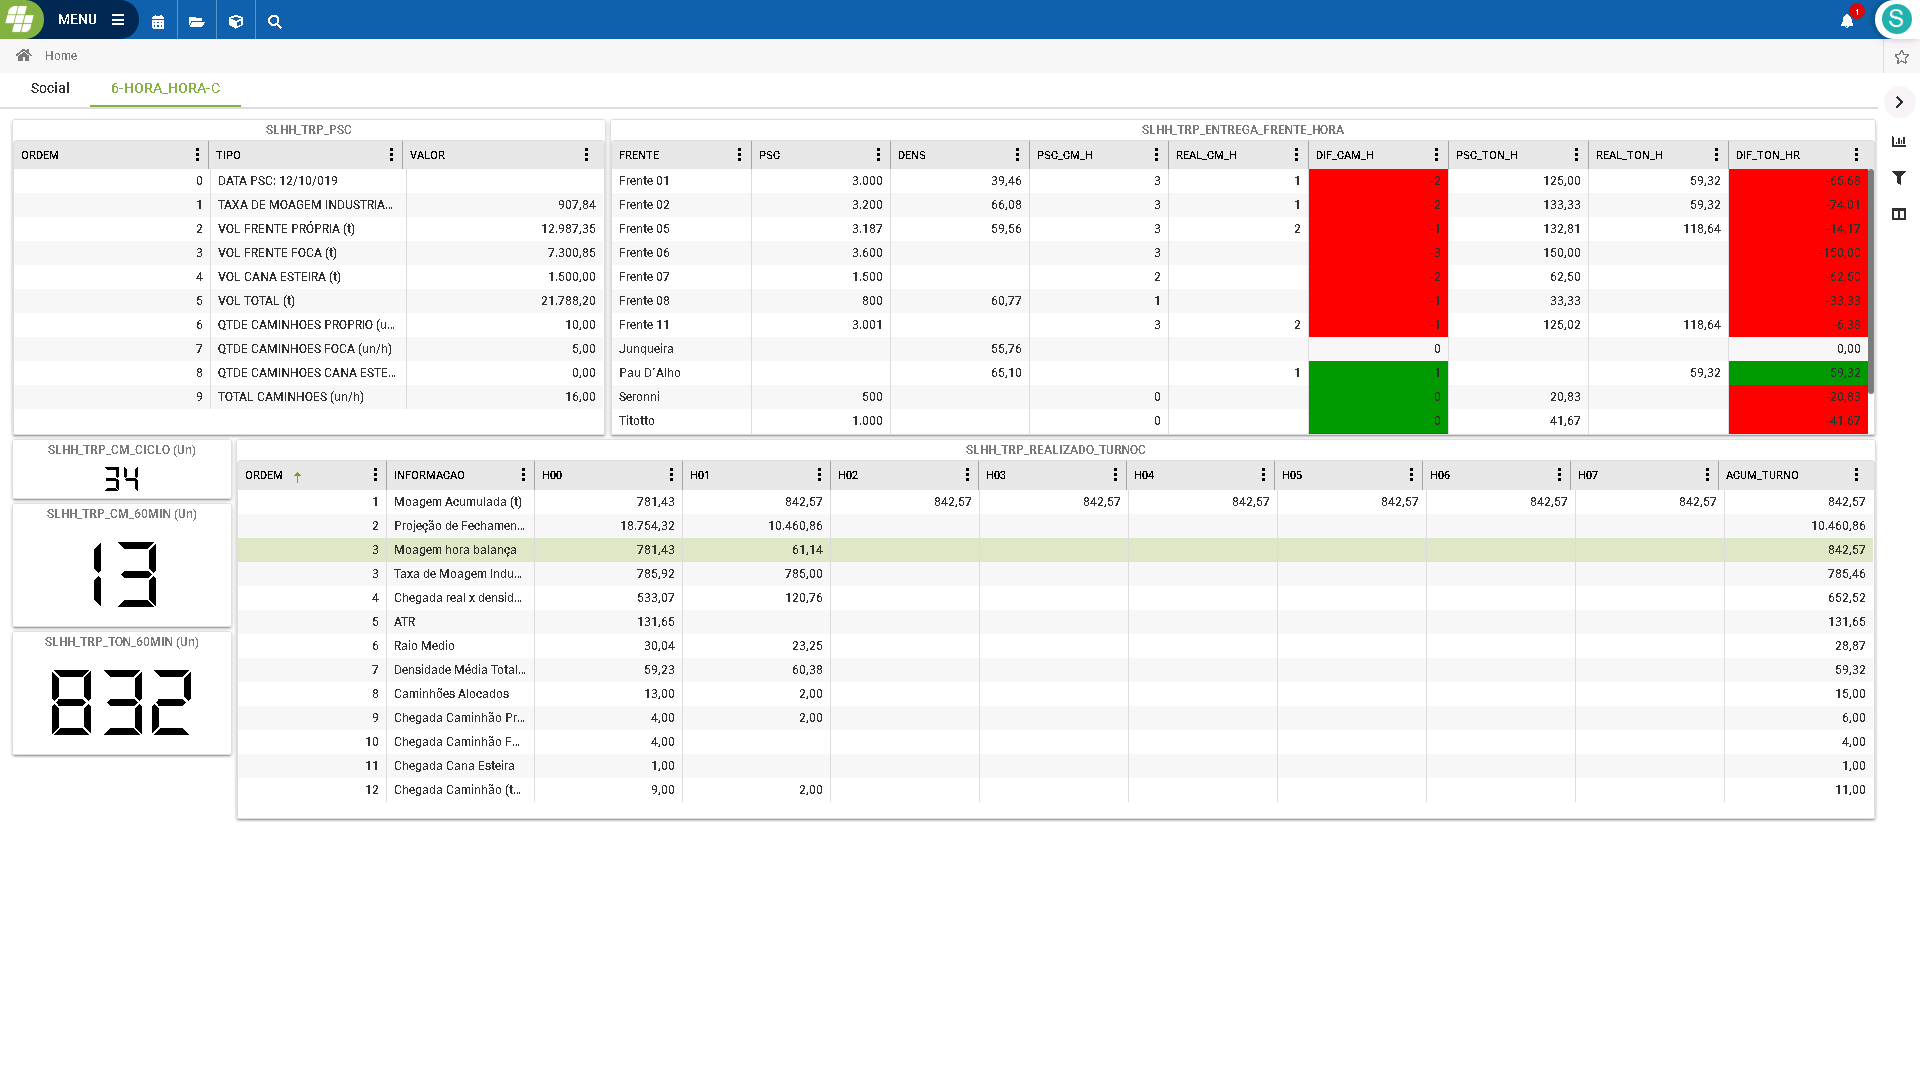 MENU
1
S
Home
Social 6-HORA_HORA-C
SLHH_TRP_PSC
ORDEM TIPO VALOR
0 DATA PSC: 12/10/019
1 TAXA DE MOAGEM INDUSTRIA... 907,84
2 VOL FRENTE PRÓPRIA (t) 12.987,35
3 VOL FRENTE FOCA (t) 7.300,85
4 VOL CANA ESTEIRA (t) 1.500,00
5 VOL TOTAL (t) 21.788,20
6 QTDE CAMINHOES PROPRIO (u... 10,00
7 QTDE CAMINHOES FOCA (un/h) 5,00
8 QTDE CAMINHOES CANA ESTE... 0,00
9 TOTAL CAMINHOES (un/h) 16,00
SLHH_TRP_ENTREGA_FRENTE_HORA
FRENTE PSC DENS PSC_CM_H REAL_CM_H DIF_CAM_H PSC_TON_H REAL_TON_H DIF_TON_HR
Frente 01 3.000 39,46 3 1 -2 125,00 59,32 -65,68
Frente 02 3.200 66,08 3 1 -2 133,33 59,32 -74,01
Frente 05 3.187 59,56 3 2 -1 132,81 118,64 -14,17
Frente 06 3.600 3 -3 150,00 -150,00
Frente 07 1.500 2 -2 62,50 -62,50
Frente 08 800 60,77 1 -1 33,33 -33,33
Frente 11 3.001 3 2 -1 125,02 118,64 -6,38
Junqueira 55,76 0 0,00
Pau D´Alho 65,10 1 1 59,32 59,32
Seronni 500 0 0 20,83 -20,83
Titotto 1.000 0 0 41,67 -41,67
SLHH_TRP_CM_CICLO (Un)
34
SLHH_TRP_CM_60MIN (Un)
13
SLHH_TRP_TON_60MIN (Un)
832
SLHH_TRP_REALIZADO_TURNOC
ORDEM INFORMACAO H00 H01 H02 H03 H04 H05 H06 H07 ACUM_TURNO
1 Moagem Acumulada (t) 781,43 842,57 842,57 842,57 842,57 842,57 842,57 842,57 842,57
2 Projeção de Fechamen... 18.754,32 10.460,86 10.460,86
3 Moagem hora balança 781,43 61,14 842,57
3 Taxa de Moagem Indu... 785,92 785,00 785,46
4 Chegada real x densid... 533,07 120,76 652,52
5 ATR 131,65 131,65
6 Raio Medio 30,04 23,25 28,87
7 Densidade Média Total... 59,23 60,38 59,32
8 Caminhões Alocados 13,00 2,00 15,00
9 Chegada Caminhão Pr... 4,00 2,00 6,00
10 Chegada Caminhão F... 4,00 4,00
11 Chegada Cana Esteira 1,00 1,00
12 Chegada Caminhão (t... 9,00 2,00 11,00